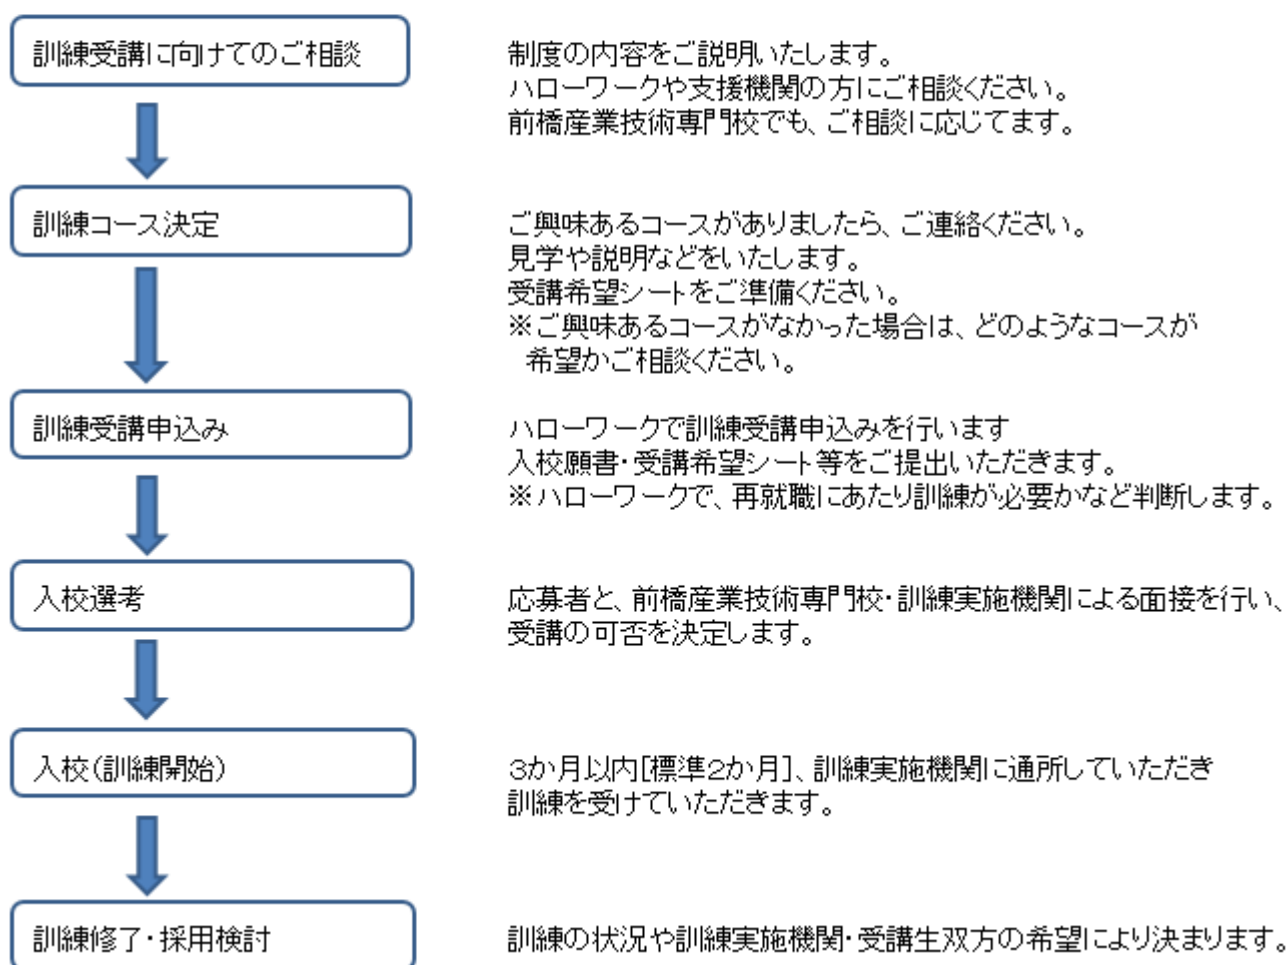 訓練受講に向けてのご相談
制度の内容をご説明いたします。
ハローワークや支援機関の方にご相談ください。
前橋産業技術専門校でも、ご相談に応じてます。
訓練コース決定
ご興味あるコースがありましたら、ご連絡ください。
見学や説明などをいたします。
受講希望シートをご準備ください。
※ご興味あるコースがなかった場合は、どのようなコースが
希望かご相談ください。
訓練受講申込み
ハローワークで訓練受講申込みを行います
入校願書・受講希望シート等をご提出いただきます。
※ハローワークで、再就職にあたり訓練が必要かなど判断します。
入校選考
応募者と、前橋産業技術専門校・訓練実施機関による面接を行い、
受講の可否を決定します。
入校(訓練開始)
3か月以内[標準2か月]、訓練実施機関に通所していただき
訓練を受けていただきます。
訓練修了・採用検討
訓練の状況や訓練実施機関・受講生双方の希望により決まります。